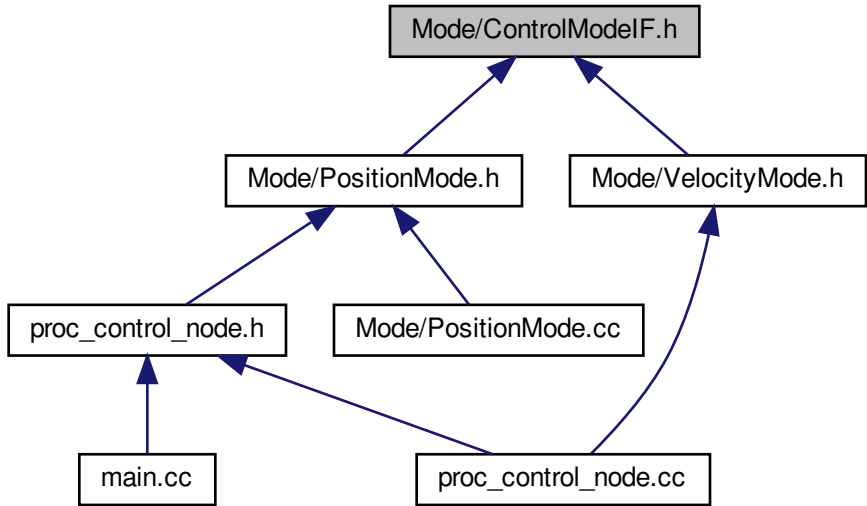 Mode/ControlModeIF.h
Mode/PositionMode.h
Mode/VelocityMode.h
proc_control_node.h
Mode/PositionMode.cc
main.cc
proc_control_node.cc